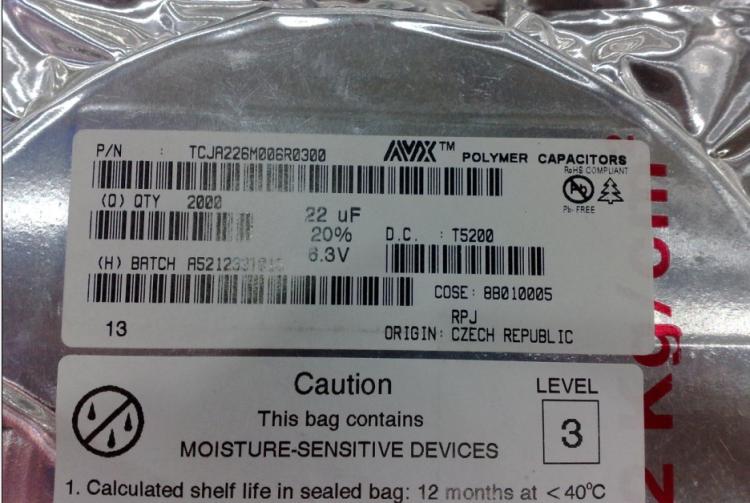 P/N : TCJA226M006R0300 AVX™ POLYMER CAPACITORS
RoHS COMPLIANT
Pb
(Q) QTY 2000
Pb- FREE
22 uF
20% D.C. : T5200
6.3V
(H) BATCH
COSE: 88010005
RPJ
13 ORIGIN: CZECH REPUBLIC
Caution
LEVEL
3
This bag contains
MOISTURE-SENSITIVE DEVICES
1. Calculated shelf life in sealed bag: 12 months at <40°C